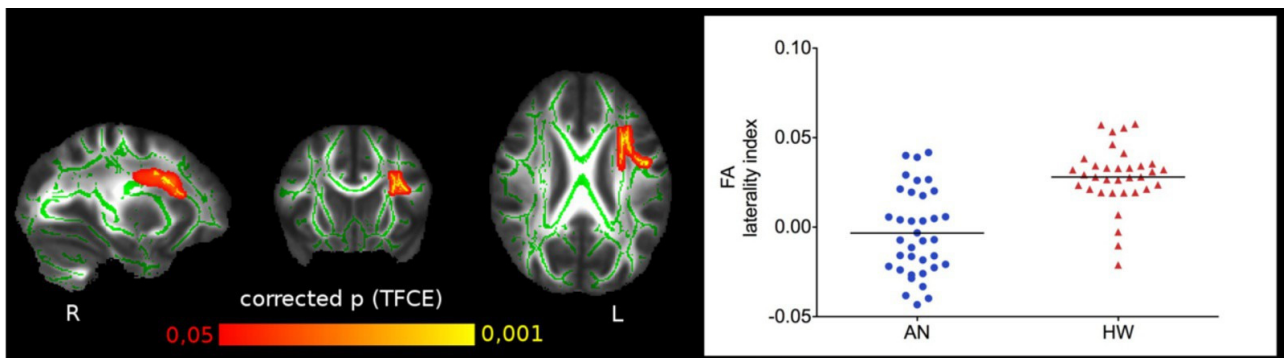 R
corrected p (TFCE)
L
0,05
0,001
0.10
0.05
0.00
-0.05
FA
laterality index
AN
HW